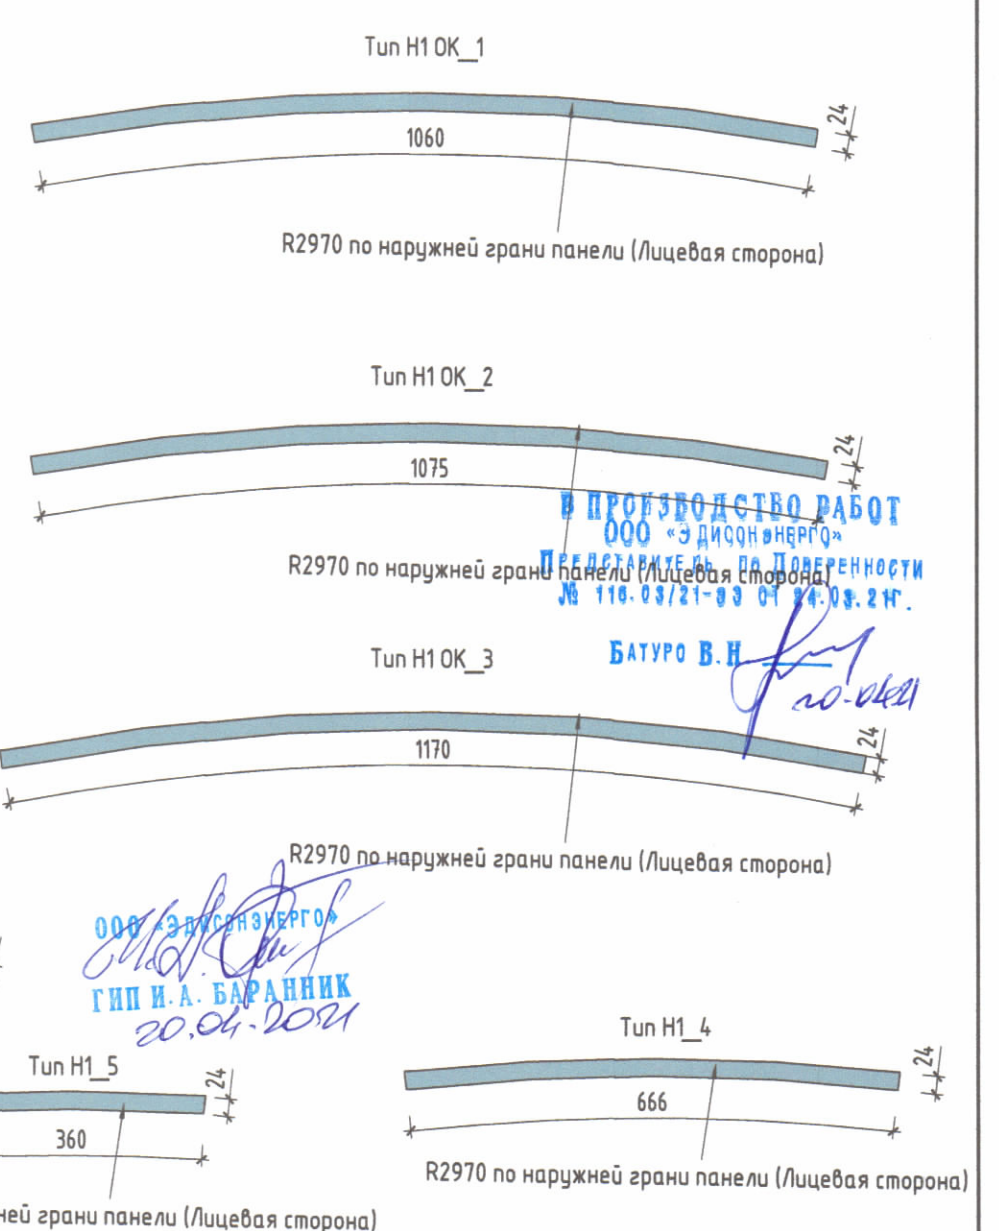 Тип Н1 ОК_1
24
1060
R2970 по наружней грани панели (Лицевая сторона)
Тип Н1 ОК_2
24
1075
R2970 по наружней грани панели (Лицевая сторона)
В ПРОИЗВОДСТВО РАБОТ
ООО «ЭДИСОНЭНЕРГО»
ПРЕДСТАВИТЕЛЬ ПО ДОВЕРЕННОСТИ
№ 116.03/21-ЭЭ ОТ 24.03.21Г.
БАТУРО В.Н
Тип Н1 ОК_3
24
1170
R2970 по наружней грани панели (Лицевая сторона)
ООО «ЭДИСОНЭНЕРГО»
ГИП И.А. БАРАННИК
20.04.2021
Тип Н1_5
24
360
ней грани панели (Лицевая сторона)
Тип Н1_4
24
666
R2970 по наружней грани панели (Лицевая сторона)